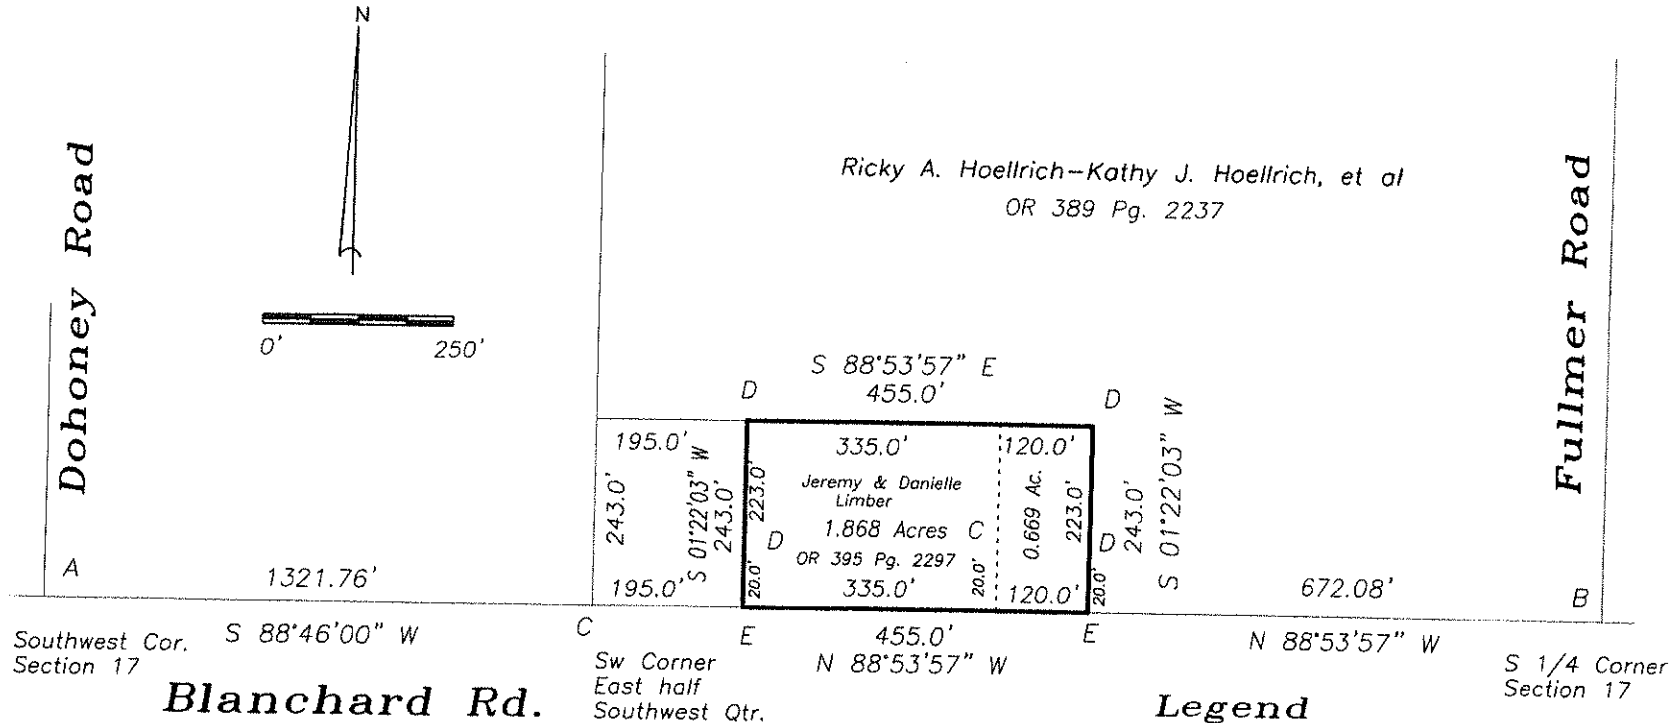 N
Dohoney Road
0' 250'
Ricky A. Hoellrich-Kathy J. Hoellrich, et al
OR 389 Pg. 2237
Fullmer Road
S 88°53'57" E
D 455.0' D
195.0' 335.0' 120.0'
243.0'
S 01°22'03" W
243.0'
223.0'
Jeremy & Danielle
Limber
1.868 Acres C
D OR 395 Pg. 2297
0.669 Ac.
223.0'
D
243.0'
S 01°22'03" W
A 1321.76' 195.0' 20.0' 335.0' 20.0' 120.0' 20.0' 672.08' B
Southwest Cor.
Section 17
S 88°46'00" W
C
E 455.0' E
N 88°53'57" W
N 88°53'57" W
Sw Corner
East half
Southwest Qtr.
S 1/4 Corner
Section 17
Blanchard Rd.
Legend